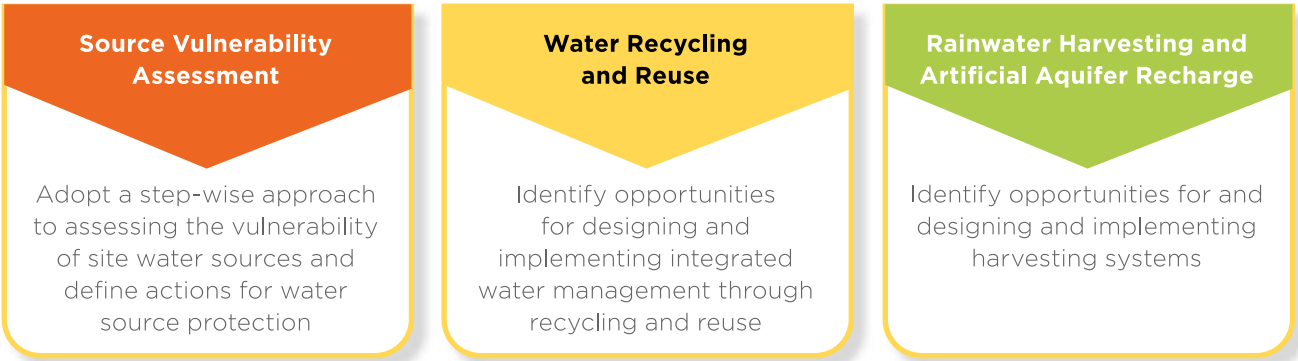 Source Vulnerability
Assessment
Adopt a step-wise approach
to assessing the vulnerability
of site water sources and
define actions for water
source protection
Water Recycling
and Reuse
Identify opportunities
for designing and
implementing integrated
water management through
recycling and reuse
Rainwater Harvesting and
Artificial Aquifer Recharge
Identify opportunities for and
designing and implementing
harvesting systems